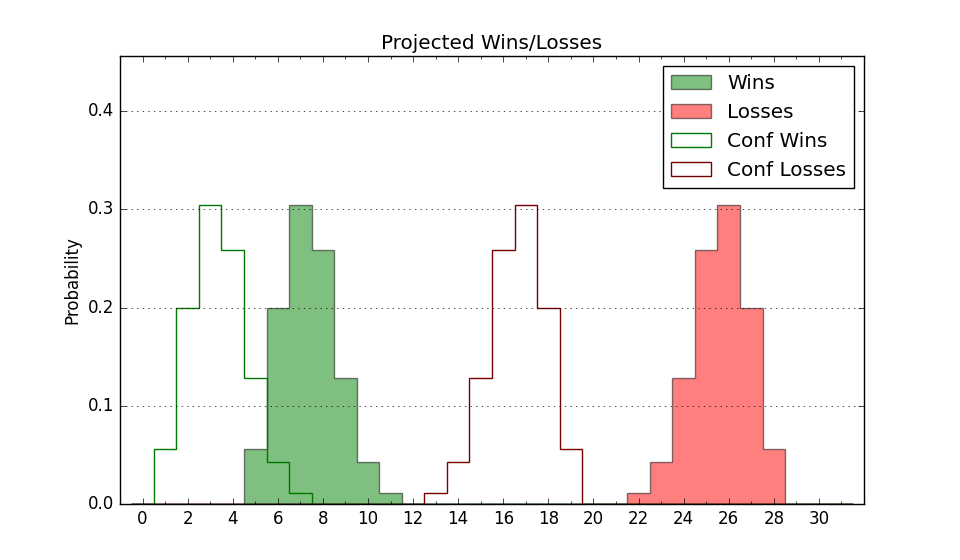 Projected Wins/Losses
Wins
Losses
Conf Wins
Conf Losses
Probability
0.4
0.3
0.2
0.1
0.0
0 2 4 6 8 10 12 14 16 18 20 22 24 26 28 30